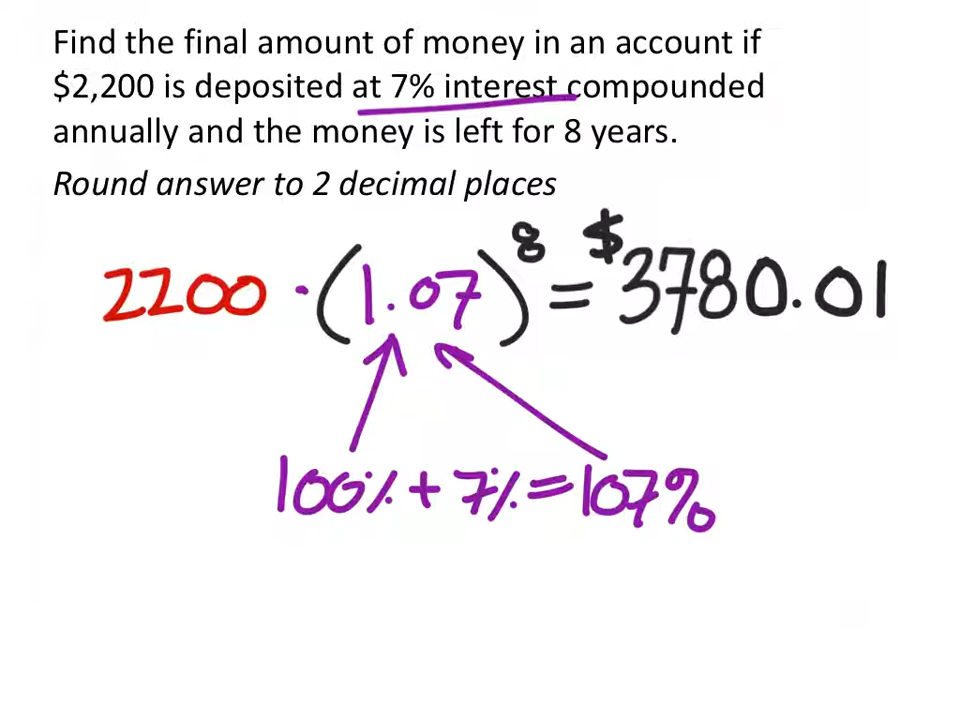 Find the final amount of money in an account if
$2,200 is deposited at 7% interest compounded
annually and the money is left for 8 years.
Round answer to 2 decimal places
2200 · (1.07)⁸ = $3780.01
100% + 7% = 107%